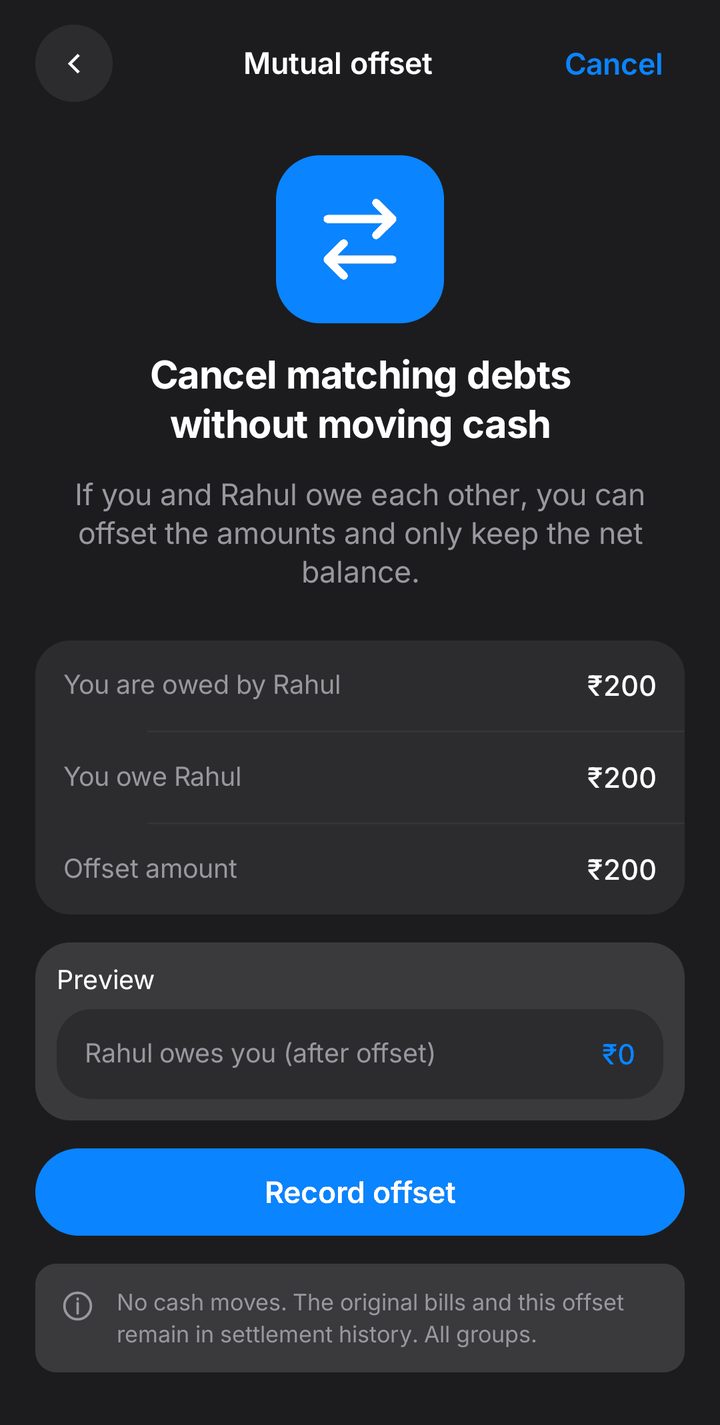 Mutual offset
Cancel
Cancel matching debts
without moving cash
If you and Rahul owe each other, you can
offset the amounts and only keep the net
balance.
You are owed by Rahul ₹200
You owe Rahul ₹200
Offset amount ₹200
Preview
Rahul owes you (after offset) ₹0
Record offset
No cash moves. The original bills and this offset
remain in settlement history. All groups.